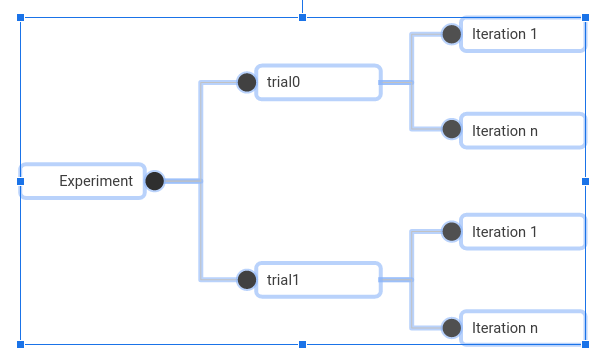 Experiment
trial0
Iteration 1
Iteration n
trial1
Iteration 1
Iteration n